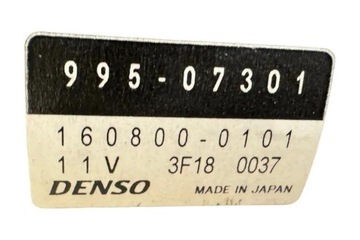 995-07301
160800-0101
11V 3F18 0037
DENSO MADE IN JAPAN